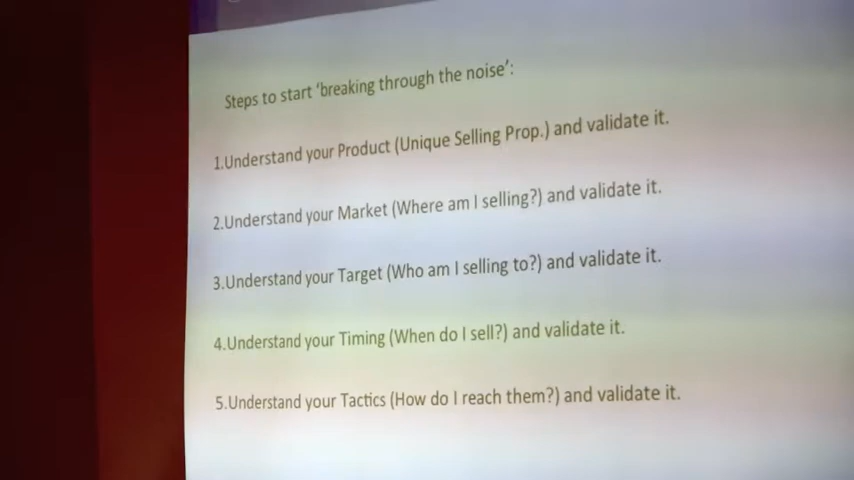 Steps to start 'breaking through the noise':
1.Understand your Product (Unique Selling Prop.) and validate it.
2.Understand your Market (Where am I selling?) and validate it.
3.Understand your Target (Who am I selling to?) and validate it.
4.Understand your Timing (When do I sell?) and validate it.
5.Understand your Tactics (How do I reach them?) and validate it.